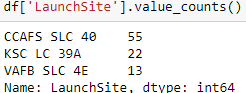 df['LaunchSite'].value_counts()
CCAFS SLC 40    55
KSC LC 39A      22
VAFB SLC 4E     13
Name: LaunchSite, dtype: int64